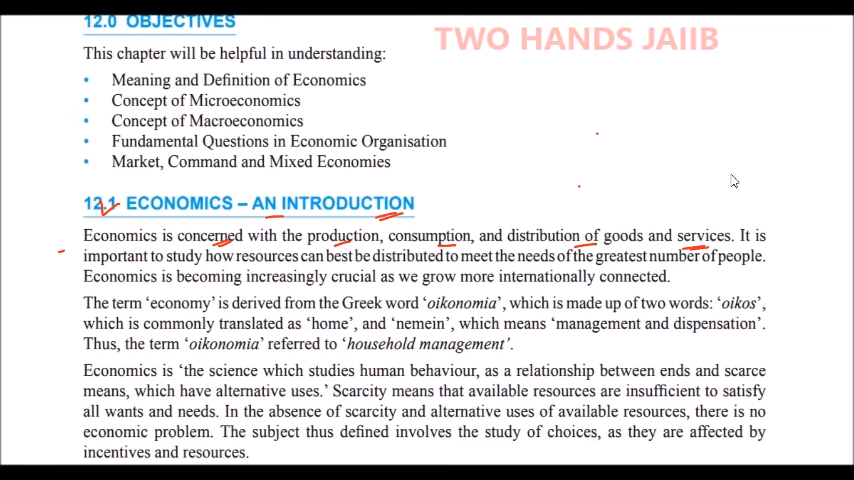 12.0 OBJECTIVES
TWO HANDS JAIIB
This chapter will be helpful in understanding:
• Meaning and Definition of Economics
• Concept of Microeconomics
• Concept of Macroeconomics
• Fundamental Questions in Economic Organisation
• Market, Command and Mixed Economies
12.1 ECONOMICS – AN INTRODUCTION
Economics is concerned with the production, consumption, and distribution of goods and services. It is
important to study how resources can best be distributed to meet the needs of the greatest number of people.
Economics is becoming increasingly crucial as we grow more internationally connected.
The term ‘economy’ is derived from the Greek word ‘oikonomia’, which is made up of two words: ‘oikos’,
which is commonly translated as ‘home’, and ‘nemein’, which means ‘management and dispensation’.
Thus, the term ‘oikonomia’ referred to ‘household management’.
Economics is ‘the science which studies human behaviour, as a relationship between ends and scarce
means, which have alternative uses.’ Scarcity means that available resources are insufficient to satisfy
all wants and needs. In the absence of scarcity and alternative uses of available resources, there is no
economic problem. The subject thus defined involves the study of choices, as they are affected by
incentives and resources.